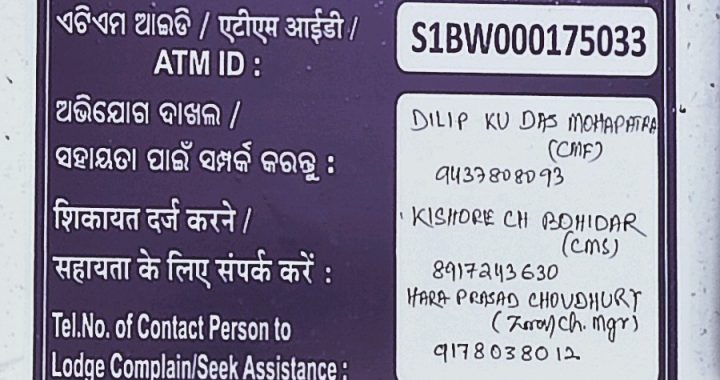 ଏଟିଏମ ଆଇଡି / एटीएम आईडी /
ATM ID :
S1BW000175033
ଅଭିଯୋଗ ଦାଖଲ /
ସହାୟତା ପାଇଁ ସମ୍ପର୍କ କରନ୍ତୁ :
शिकायत दर्ज करने /
सहायता के लिए संपर्क करें :
Tel.No. of Contact Person to
Lodge Complain/Seek Assistance :
DILIP KU DAS MOHAPATRA
(CMF)
9437808093
KISHORE CH BOHIDAR
(CMS)
8917243630
HARA PRASAD CHOUDHURY
Ch. Mgr)
9178038012